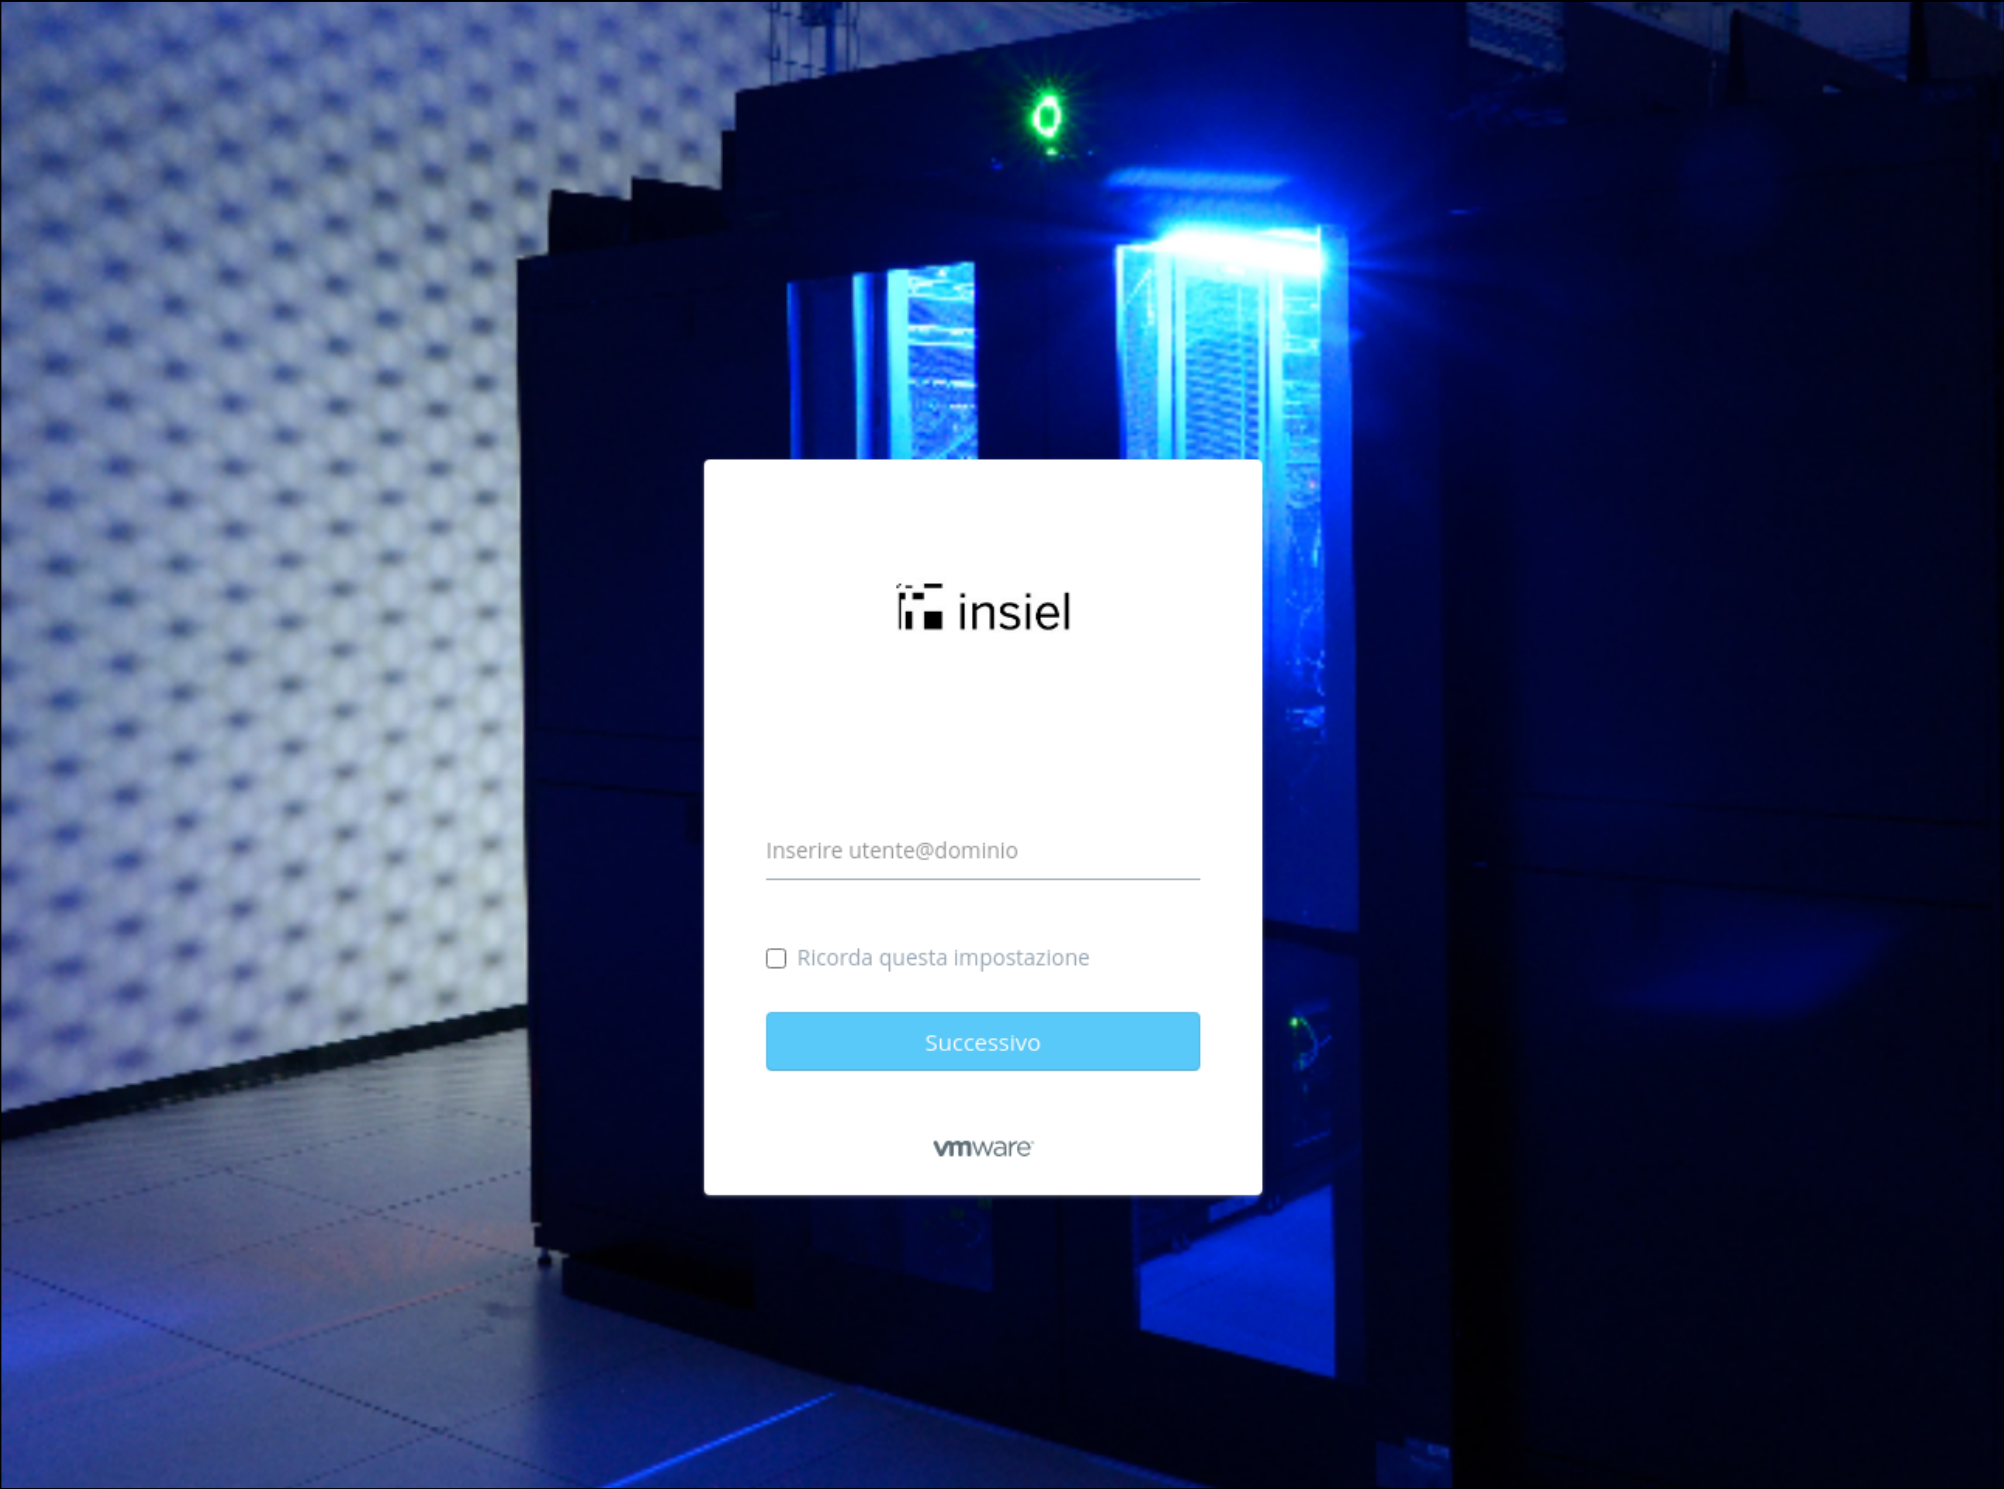 insiel
Inserire utente@dominio
Ricorda questa impostazione
Successivo
vmware